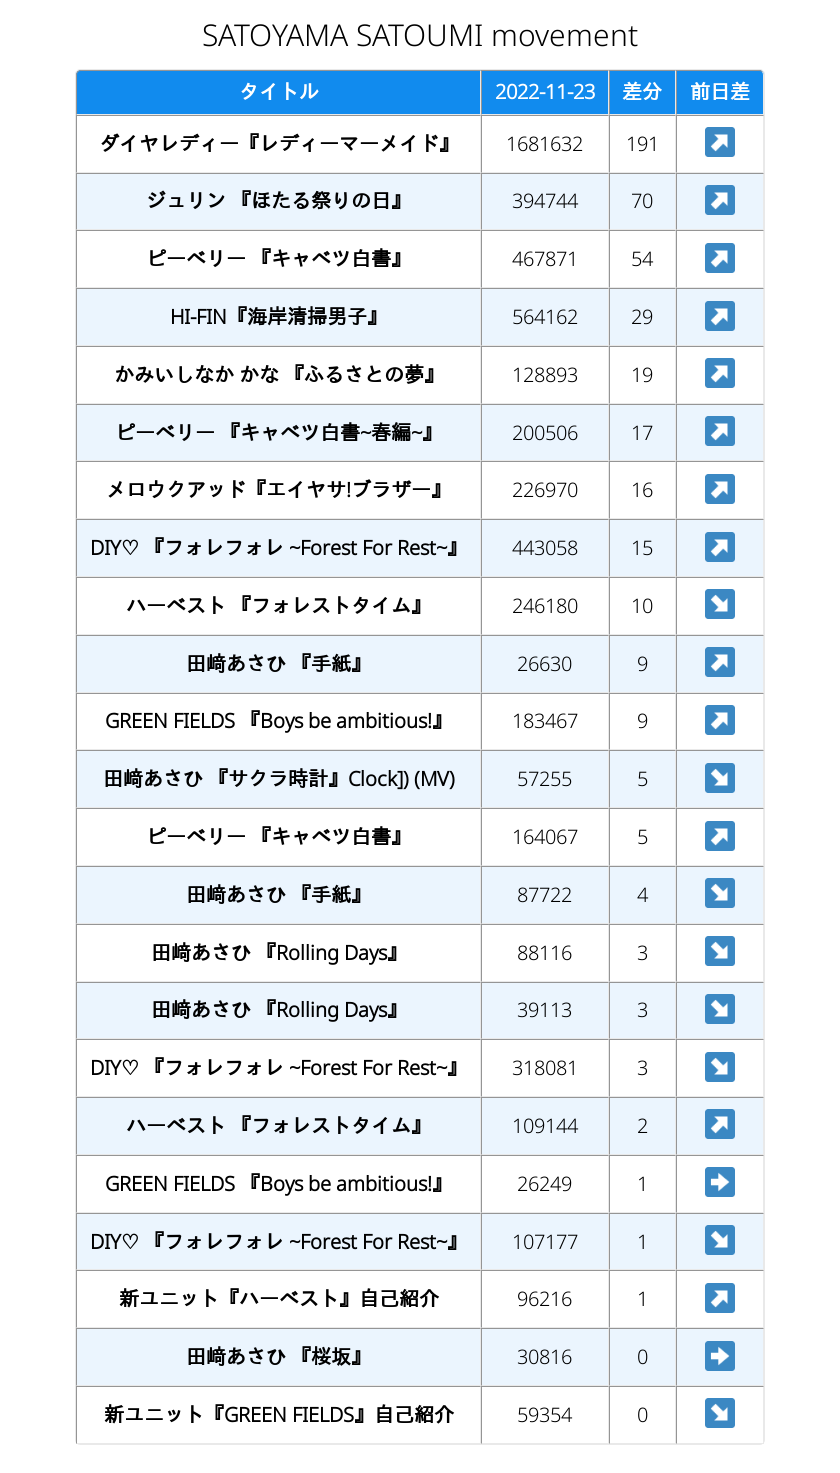 SATOYAMA SATOUMI movement
タイトル 2022-11-23 差分 前日差
ダイヤレディー『レディーマーメイド』 1681632 191 ↗
ジュリン 『ほたる祭りの日』 394744 70 ↗
ピーベリー 『キャベツ白書』 467871 54 ↗
HI-FIN『海岸清掃男子』 564162 29 ↗
かみいしなか かな 『ふるさとの夢』 128893 19 ↗
ピーベリー 『キャベツ白書~春編~』 200506 17 ↗
メロウクアッド『エイヤサ!ブラザー』 226970 16 ↗
DIY♡ 『フォレフォレ ~Forest For Rest~』 443058 15 ↗
ハーベスト 『フォレストタイム』 246180 10 ↘
田﨑あさひ 『手紙』 26630 9 ↗
GREEN FIELDS 『Boys be ambitious!』 183467 9 ↗
田﨑あさひ 『サクラ時計』Clock]) (MV) 57255 5 ↘
ピーベリー 『キャベツ白書』 164067 5 ↗
田﨑あさひ 『手紙』 87722 4 ↘
田﨑あさひ 『Rolling Days』 88116 3 ↘
田﨑あさひ 『Rolling Days』 39113 3 ↘
DIY♡ 『フォレフォレ ~Forest For Rest~』 318081 3 ↘
ハーベスト 『フォレストタイム』 109144 2 ↗
GREEN FIELDS 『Boys be ambitious!』 26249 1 ➡
DIY♡ 『フォレフォレ ~Forest For Rest~』 107177 1 ↘
新ユニット『ハーベスト』自己紹介 96216 1 ↗
田﨑あさひ 『桜坂』 30816 0 ➡
新ユニット『GREEN FIELDS』自己紹介 59354 0 ↘